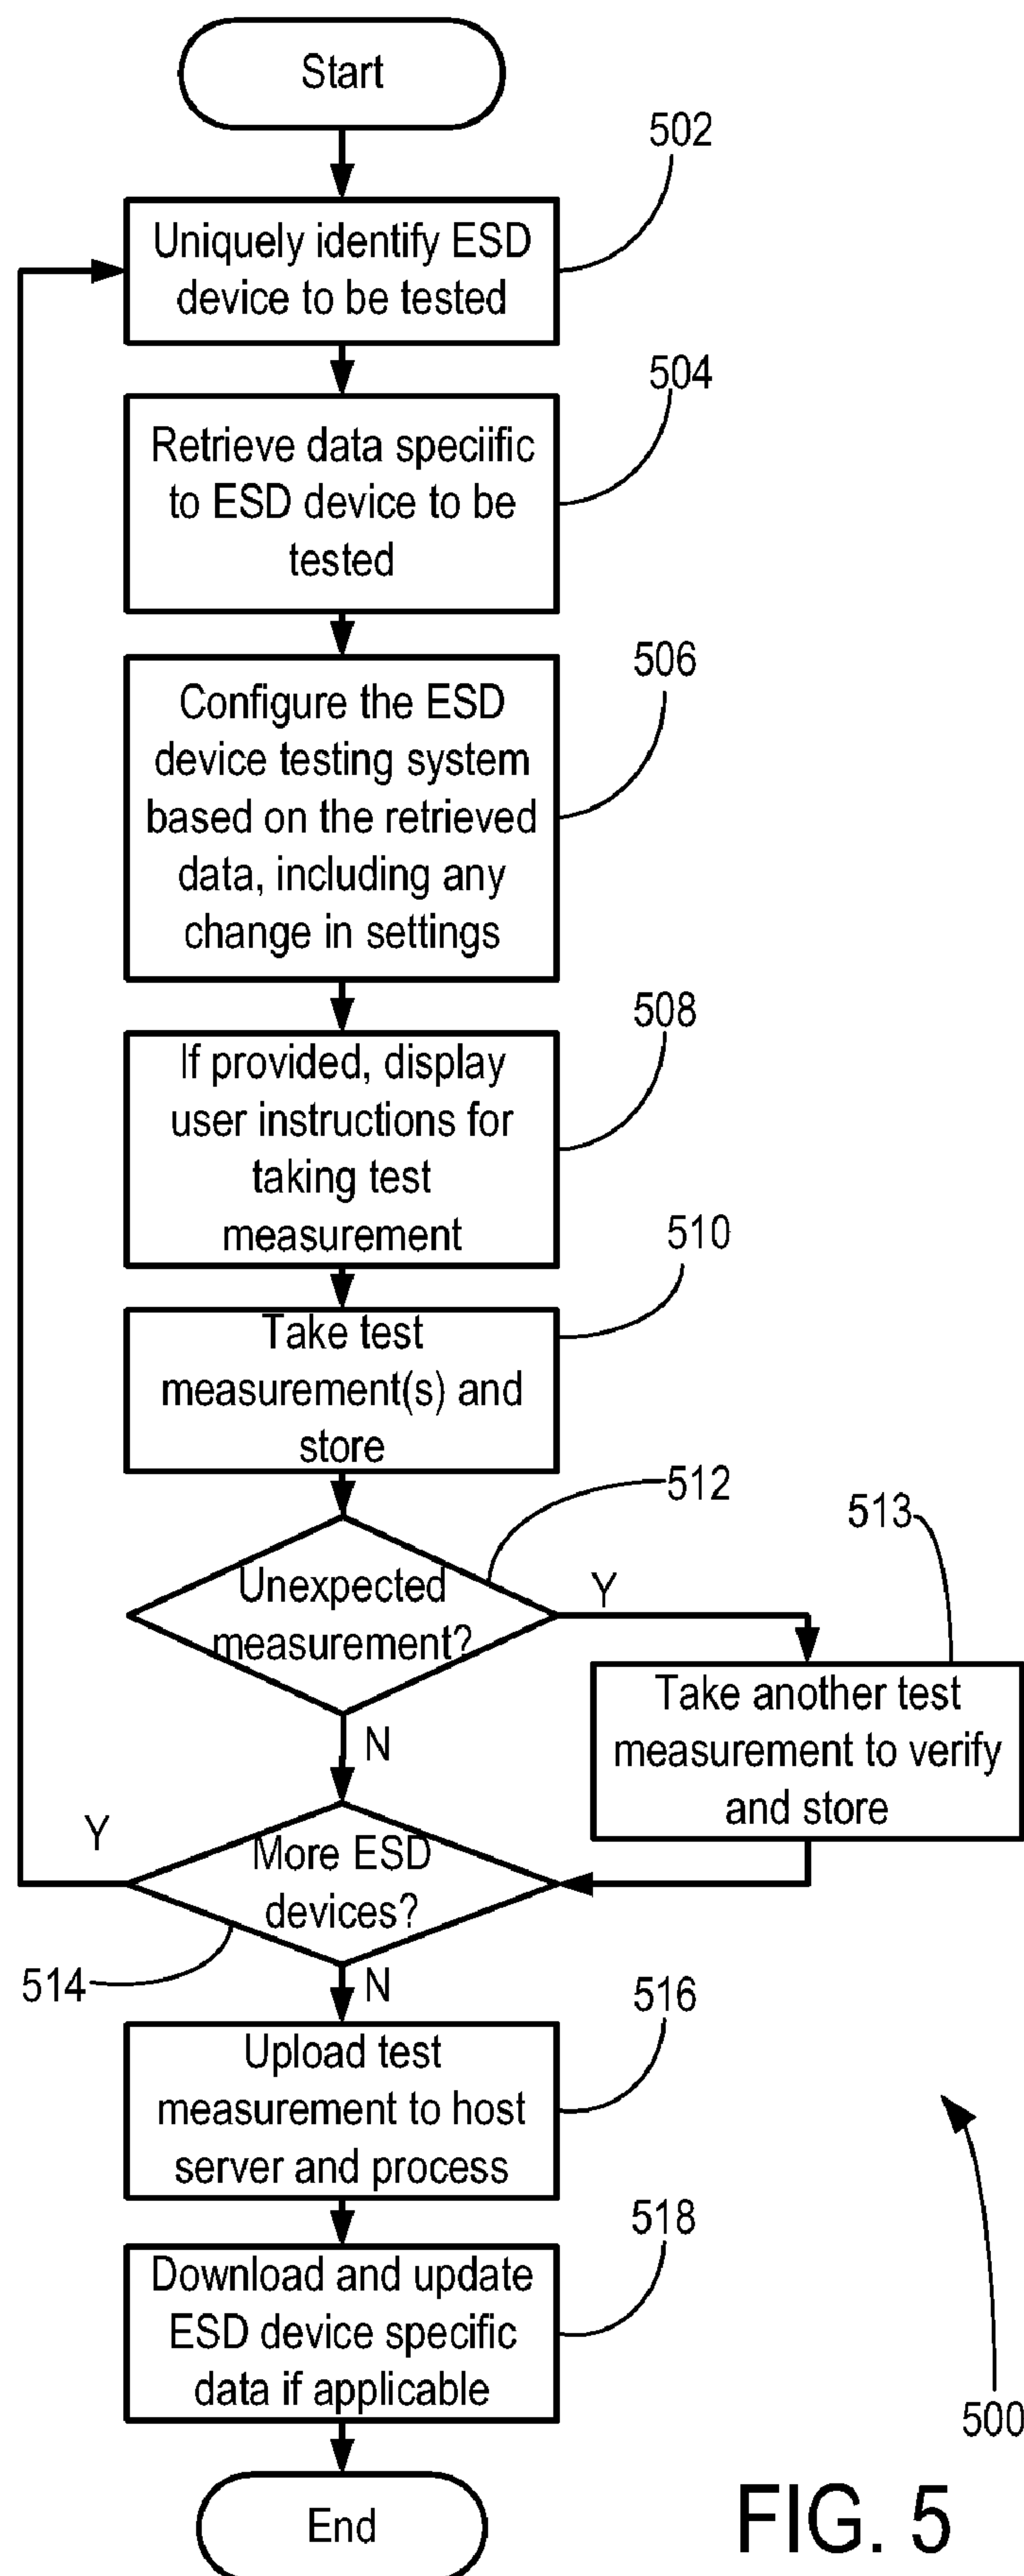 Start
502
Uniquely identify ESD
device to be tested
504
Retrieve data speciific
to ESD device to be
tested
506
Configure the ESD
device testing system
based on the retrieved
data, including any
change in settings
508
If provided, display
user instructions for
taking test
measurement
510
Take test
measurement(s) and
store
512
513
Unexpected
measurement?
Y
Take another test
measurement to verify
and store
N
Y
More ESD
devices?
514
N
516
Upload test
measurement to host
server and process
518
Download and update
ESD device specific
data if applicable
500
End
FIG. 5